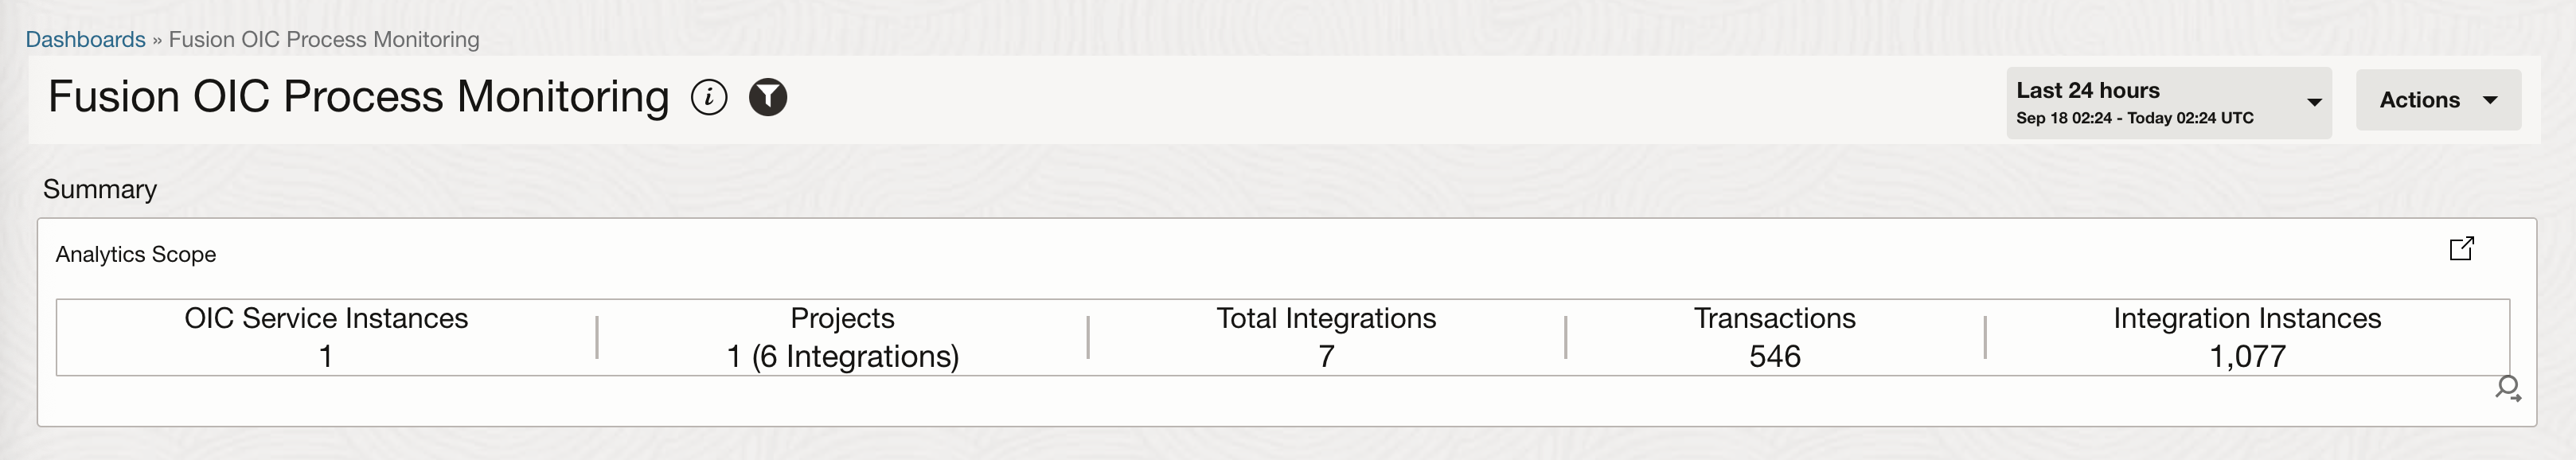 Dashboards » Fusion OIC Process Monitoring
Fusion OIC Process Monitoring
Last 24 hours
Sep 18 02:24 - Today 02:24 UTC
Actions
Summary
Analytics Scope
OIC Service Instances
1
Projects
1 (6 Integrations)
Total Integrations
7
Transactions
546
Integration Instances
1,077